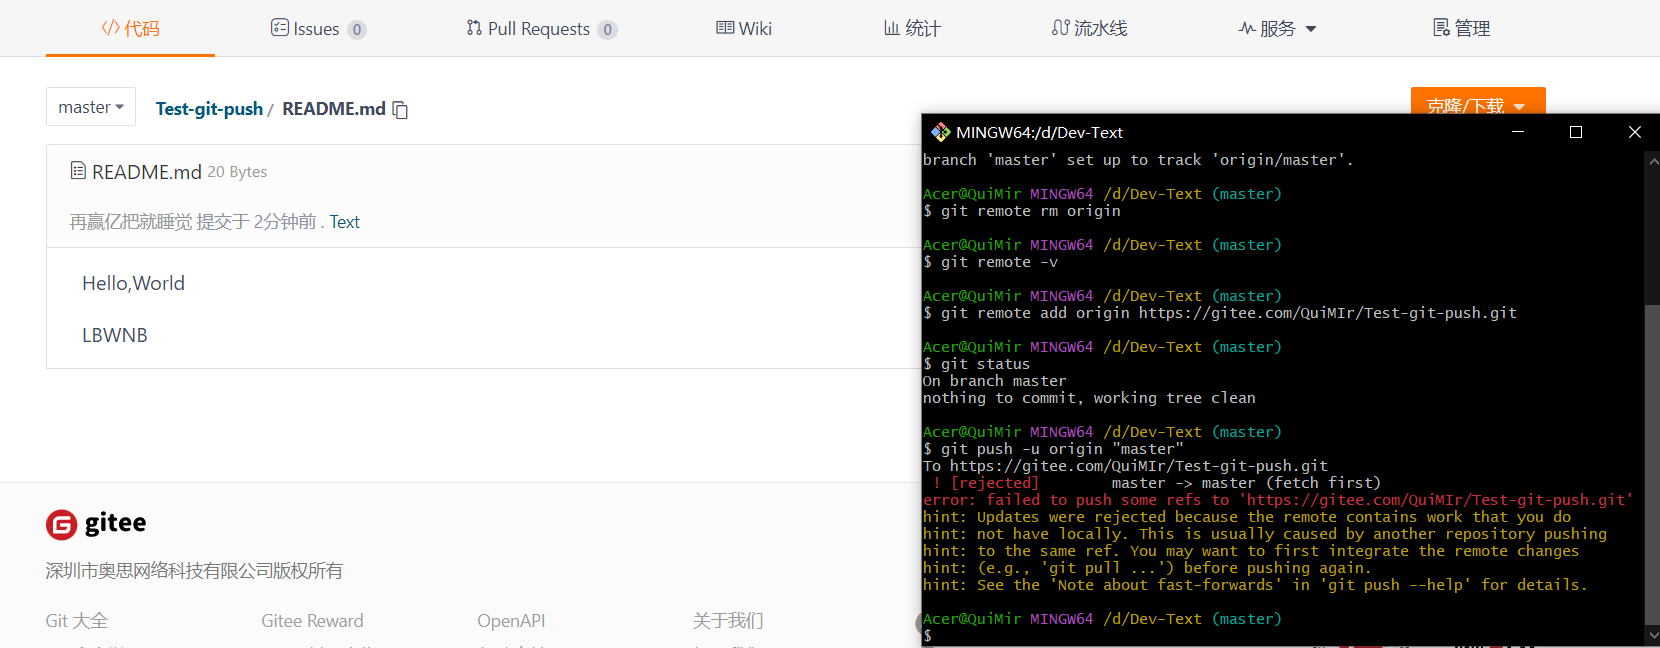 代码 Issues 0 Pull Requests 0 Wiki 统计 流水线 服务 管理
master Test-git-push / README.md 克隆/下载
README.md 20 Bytes
再赢亿把就睡觉 提交于 2分钟前 . Text
Hello,World
LBWNB
gitee
深圳市奥思网络科技有限公司版权所有
Git 大全 Gitee Reward OpenAPI 关于我们
MINGW64:/d/Dev-Text
branch 'master' set up to track 'origin/master'.
Acer@QuiMir MINGW64 /d/Dev-Text (master)
$ git remote rm origin
Acer@QuiMir MINGW64 /d/Dev-Text (master)
$ git remote -v
Acer@QuiMir MINGW64 /d/Dev-Text (master)
$ git remote add origin https://gitee.com/QuiMIr/Test-git-push.git
Acer@QuiMir MINGW64 /d/Dev-Text (master)
$ git status
On branch master
nothing to commit, working tree clean
Acer@QuiMir MINGW64 /d/Dev-Text (master)
$ git push -u origin "master"
To https://gitee.com/QuiMIr/Test-git-push.git
! [rejected] master -> master (fetch first)
error: failed to push some refs to 'https://gitee.com/QuiMIr/Test-git-push.git'
hint: Updates were rejected because the remote contains work that you do
hint: not have locally. This is usually caused by another repository pushing
hint: to the same ref. You may want to first integrate the remote changes
hint: (e.g., 'git pull ...') before pushing again.
hint: See the 'Note about fast-forwards' in 'git push --help' for details.
Acer@QuiMir MINGW64 /d/Dev-Text (master)
$